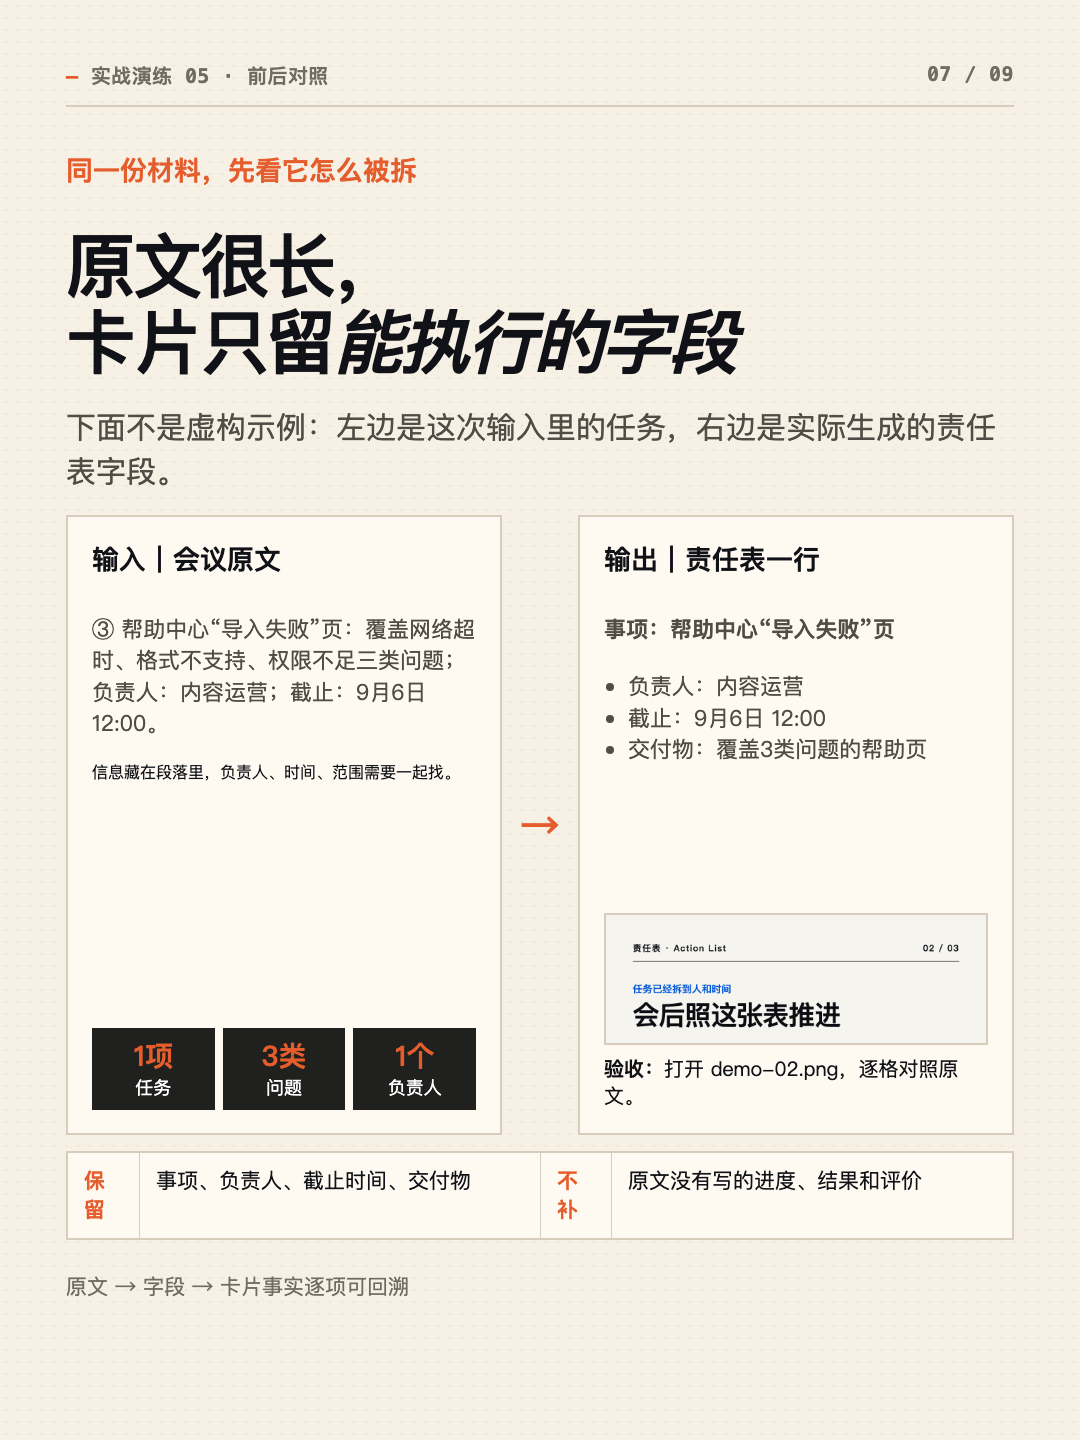 — 实战演练 05 · 前后对照
07 / 09
同一份材料，先看它怎么被拆
原文很长，
卡片只留能执行的字段
下面不是虚构示例：左边是这次输入里的任务，右边是实际生成的责任
表字段。
输入｜会议原文
③ 帮助中心“导入失败”页：覆盖网络超
时、格式不支持、权限不足三类问题；
负责人：内容运营；截止：9月6日
12:00。
信息藏在段落里，负责人、时间、范围需要一起找。
1项
任务
3类
问题
1个
负责人
→
输出｜责任表一行
事项：帮助中心“导入失败”页
• 负责人：内容运营
• 截止：9月6日 12:00
• 交付物：覆盖3类问题的帮助页
责任表 · Action List
02 / 03
任务已经拆到人和时间
会后照这张表推进
验收：打开 demo-02.png，逐格对照原
文。
保
留
事项、负责人、截止时间、交付物
不
补
原文没有写的进度、结果和评价
原文 → 字段 → 卡片事实逐项可回溯